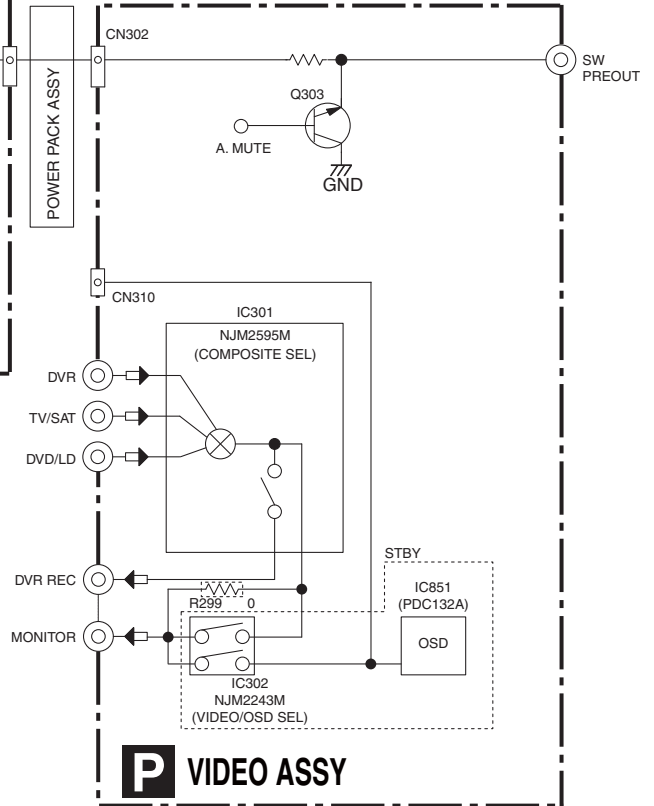 CN302
SW
PREOUT
Q303
POWER PACK ASSY
A. MUTE
GND
CN310
IC301
NJM2595M
(COMPOSITE SEL)
DVR
TV/SAT
DVD/LD
STBY
DVR REC
IC851
(PDC132A)
R299 0
MONITOR
OSD
IC302
NJM2243M
(VIDEO/OSD SEL)
P VIDEO ASSY